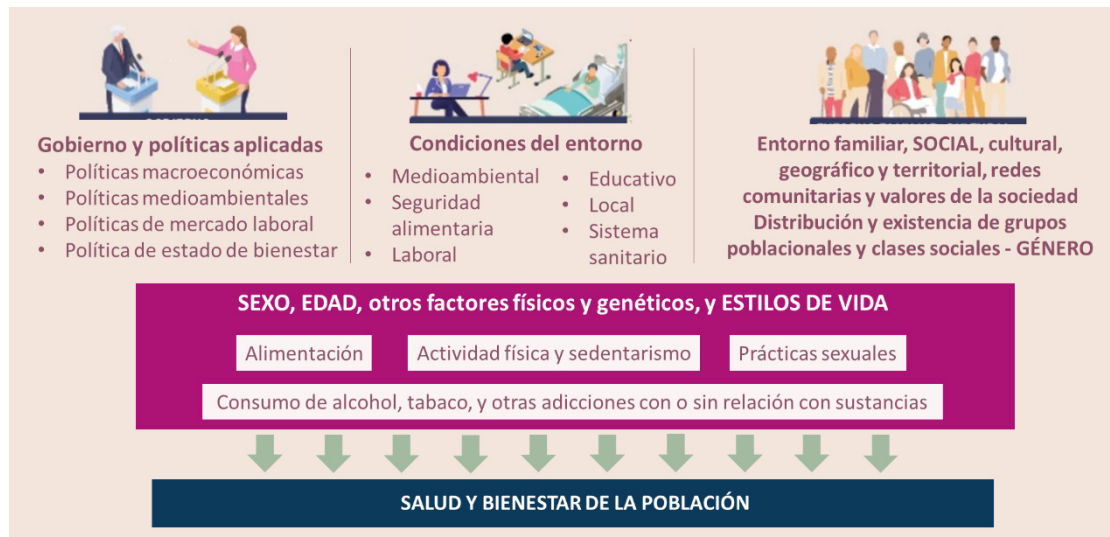 Gobierno y políticas aplicadas
• Políticas macroeconómicas
• Políticas medioambientales
• Políticas de mercado laboral
• Política de estado de bienestar
Condiciones del entorno
• Medioambiental
• Seguridad
alimentaria
• Laboral
• Educativo
• Local
• Sistema
sanitario
Entorno familiar, SOCIAL, cultural,
geográfico y territorial, redes
comunitarias y valores de la sociedad
Distribución y existencia de grupos
poblacionales y clases sociales - GÉNERO
SEXO, EDAD, otros factores físicos y genéticos, y ESTILOS DE VIDA
Alimentación
Actividad física y sedentarismo
Prácticas sexuales
Consumo de alcohol, tabaco, y otras adicciones con o sin relación con sustancias
SALUD Y BIENESTAR DE LA POBLACIÓN